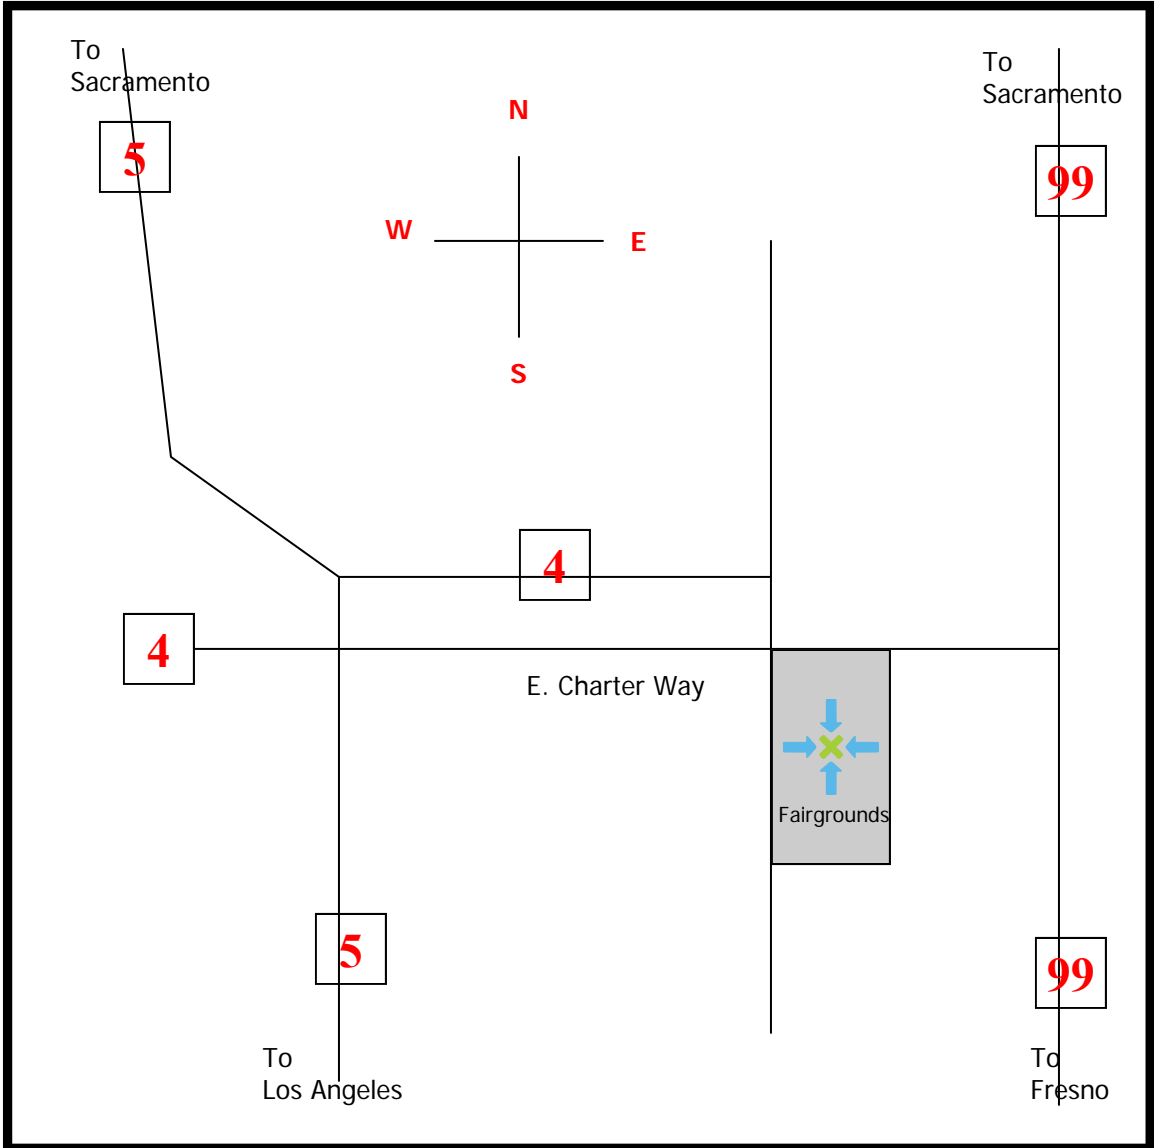 To
Sacramento
To
Sacramento
N
5
99
W
E
S
4
4
E. Charter Way
Fairgrounds
5
99
To
Los Angeles
To
Fresno